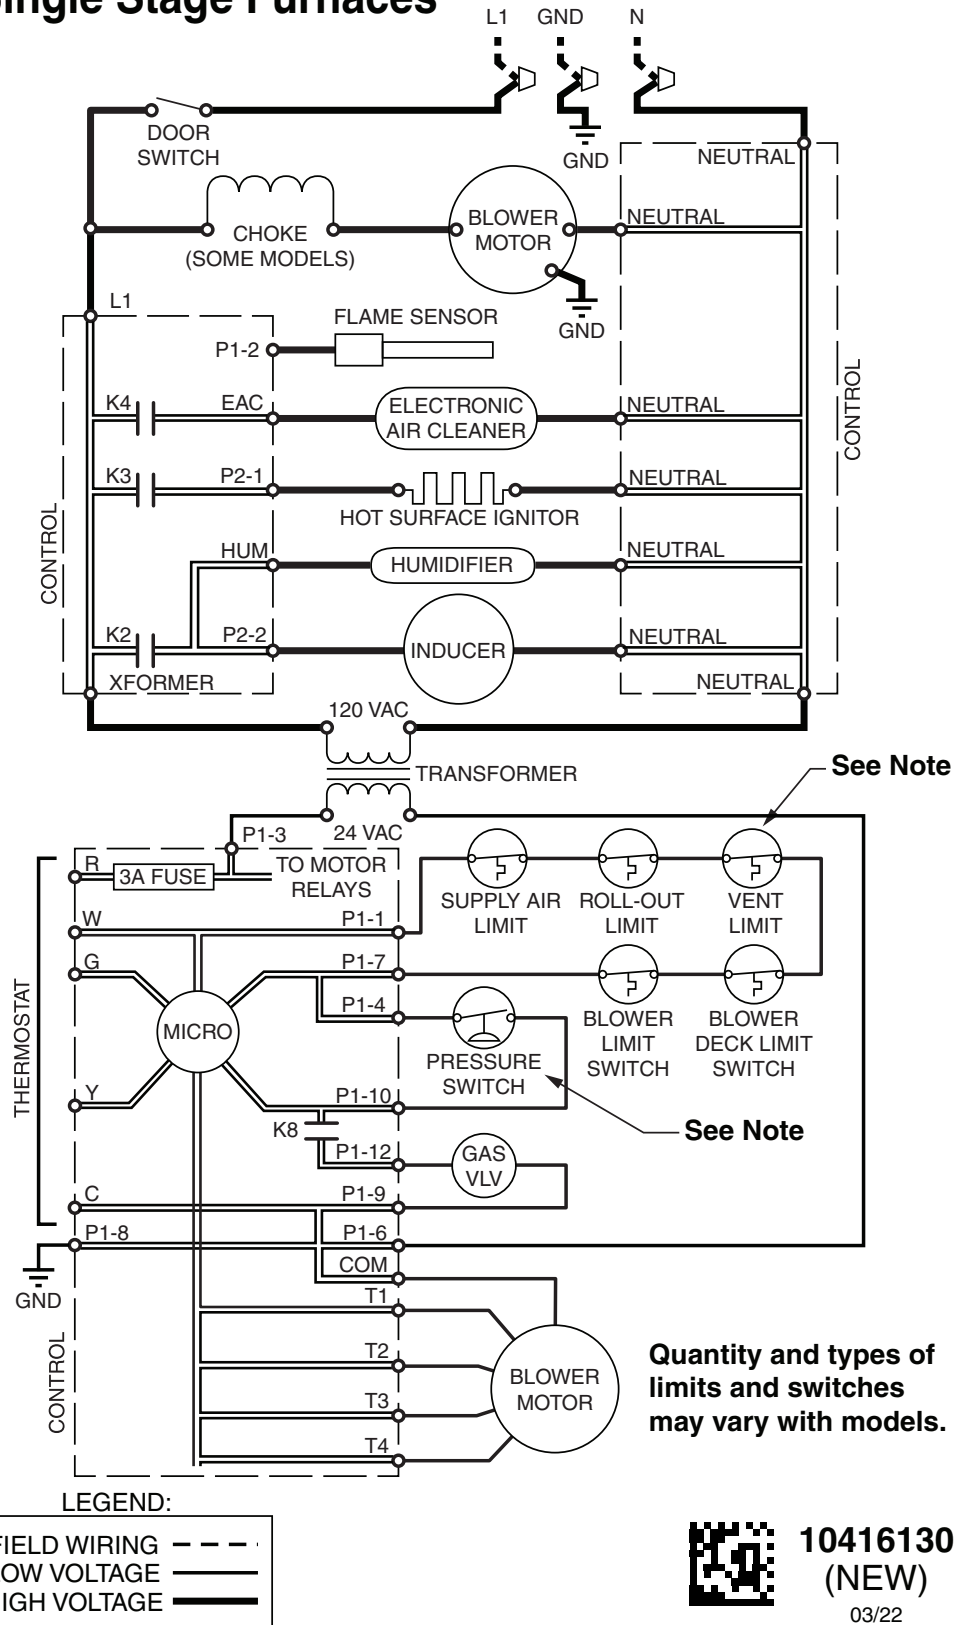 Single Stage Furnaces
L1 GND N
DOOR
SWITCH
GND
NEUTRAL
CHOKE
(SOME MODELS)
BLOWER
MOTOR
NEUTRAL
GND
L1
FLAME SENSOR
P1-2
CONTROL
K4
EAC
ELECTRONIC
AIR CLEANER
NEUTRAL
K3
P2-1
HOT SURFACE IGNITOR
NEUTRAL
CONTROL
HUM
HUMIDIFIER
NEUTRAL
K2
P2-2
INDUCER
NEUTRAL
XFORMER
NEUTRAL
120 VAC
TRANSFORMER
See Note
24 VAC
P1-3
R
3A FUSE
TO MOTOR
RELAYS
SUPPLY AIR
LIMIT
ROLL-OUT
LIMIT
VENT
LIMIT
W
P1-1
G
P1-7
P1-4
MICRO
BLOWER
LIMIT
SWITCH
BLOWER
DECK LIMIT
SWITCH
PRESSURE
SWITCH
THERMOSTAT
Y
P1-10
See Note
K8
P1-12
GAS
VLV
C
P1-9
P1-8
P1-6
GND
COM
T1
T2
T3
T4
BLOWER
MOTOR
CONTROL
Quantity and types of
limits and switches
may vary with models.
LEGEND:
FIELD WIRING
LOW VOLTAGE
HIGH VOLTAGE
10416130
(NEW)
03/22